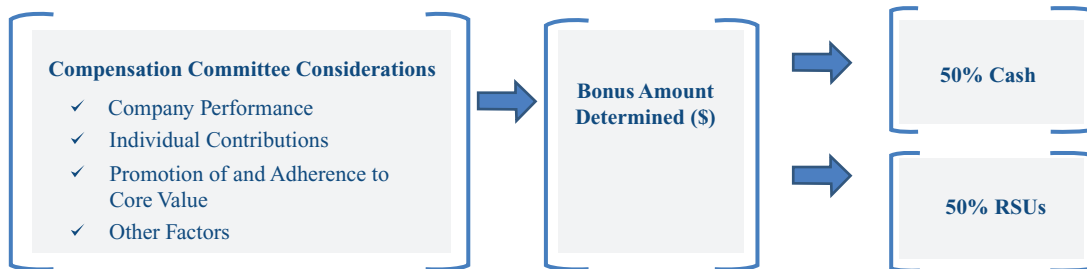 Compensation Committee Considerations
✓ Company Performance
✓ Individual Contributions
✓ Promotion of and Adherence to
Core Value
✓ Other Factors
Bonus Amount
Determined ($)
50% Cash
50% RSUs